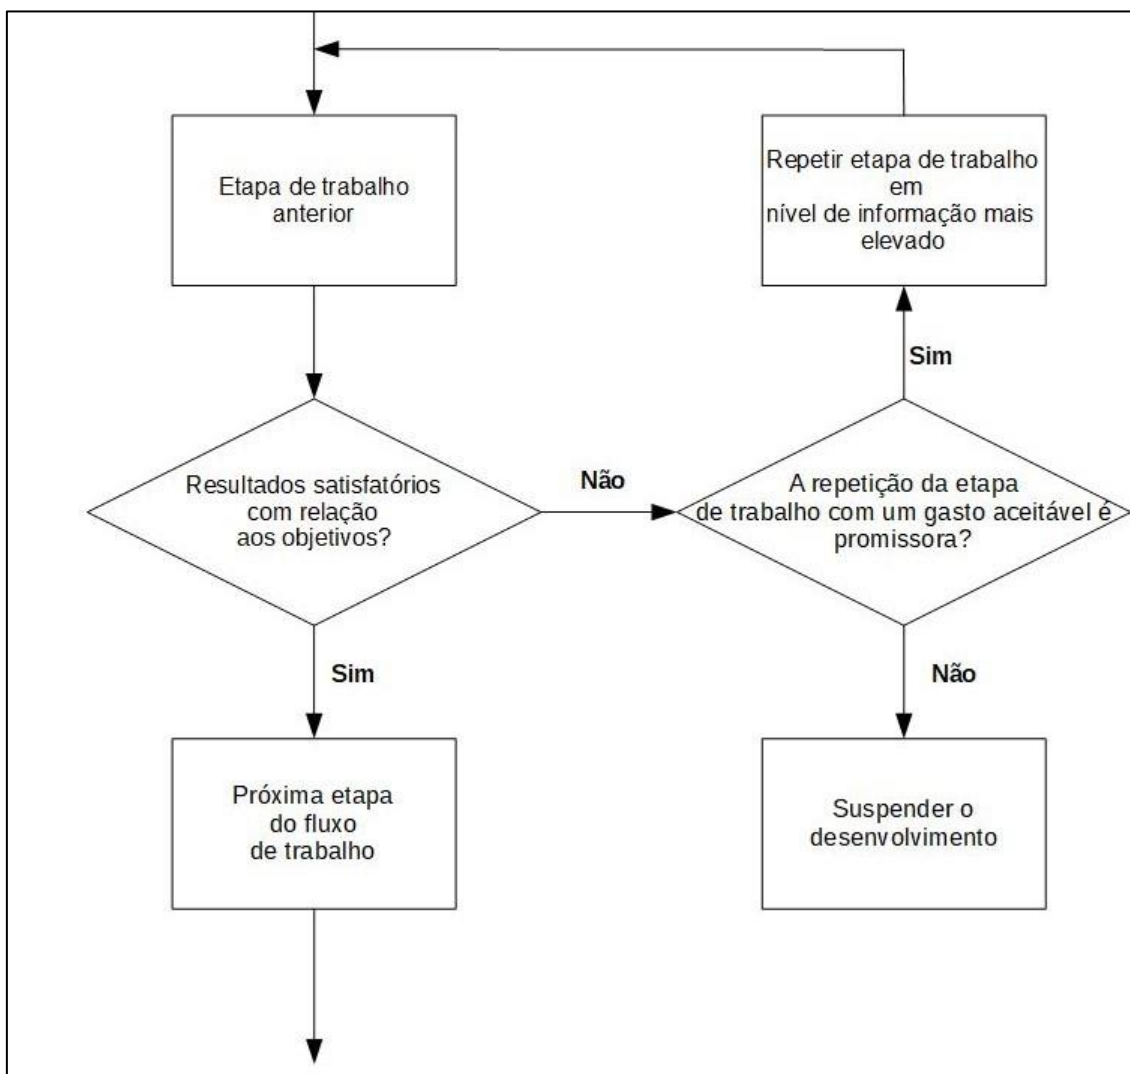 Etapa de trabalho
anterior
Repetir etapa de trabalho
em
nível de informação mais
elevado
Sim
Resultados satisfatórios
com relação
aos objetivos?
Não
A repetição da etapa
de trabalho com um gasto aceitável é
promissora?
Sim
Não
Próxima etapa
do fluxo
de trabalho
Suspender o
desenvolvimento